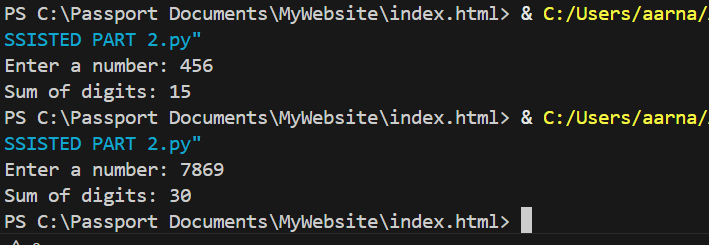 PS C:\Passport Documents\MyWebsite\index.html> & C:/Users/aarna/
SSISTED PART 2.py"
Enter a number: 456
Sum of digits: 15
PS C:\Passport Documents\MyWebsite\index.html> & C:/Users/aarna/
SSISTED PART 2.py"
Enter a number: 7869
Sum of digits: 30
PS C:\Passport Documents\MyWebsite\index.html>